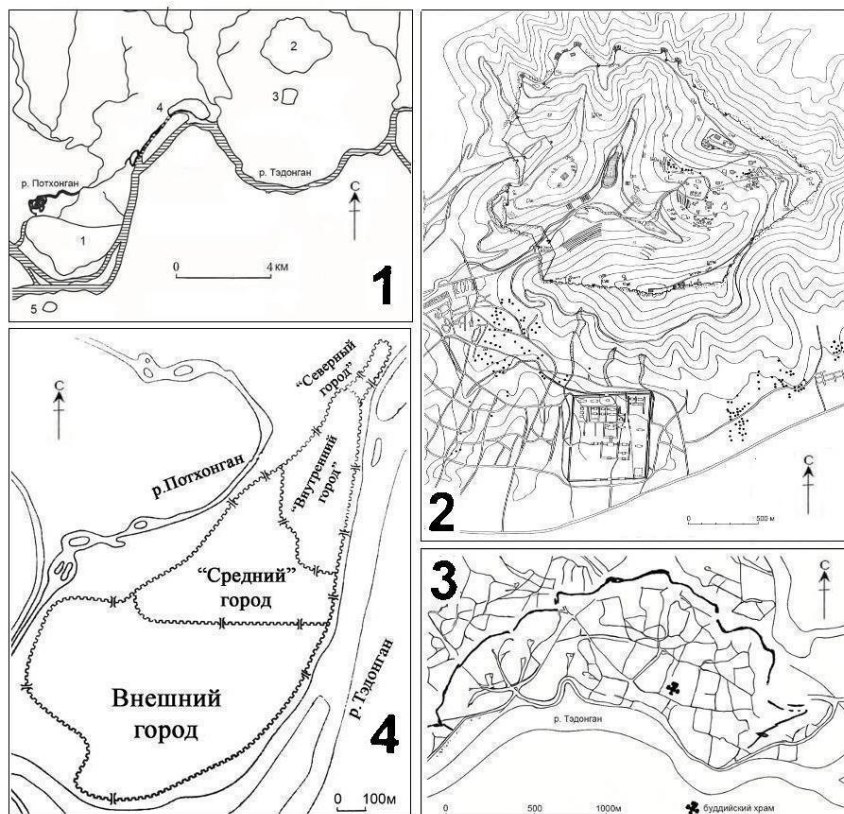 2
3
4
р. Потхонган
р. Тэдонган
С
1
0 4 км
5
1
С
2
0 500 м
С
"Северный
город"
р.Потхонган
"Внутренний
город"
"Средний"
город
Внешний
город
р. Тэдонган
4
0 100м
3
С
р. Тэдонган
0 500 1000м
буддийский храм